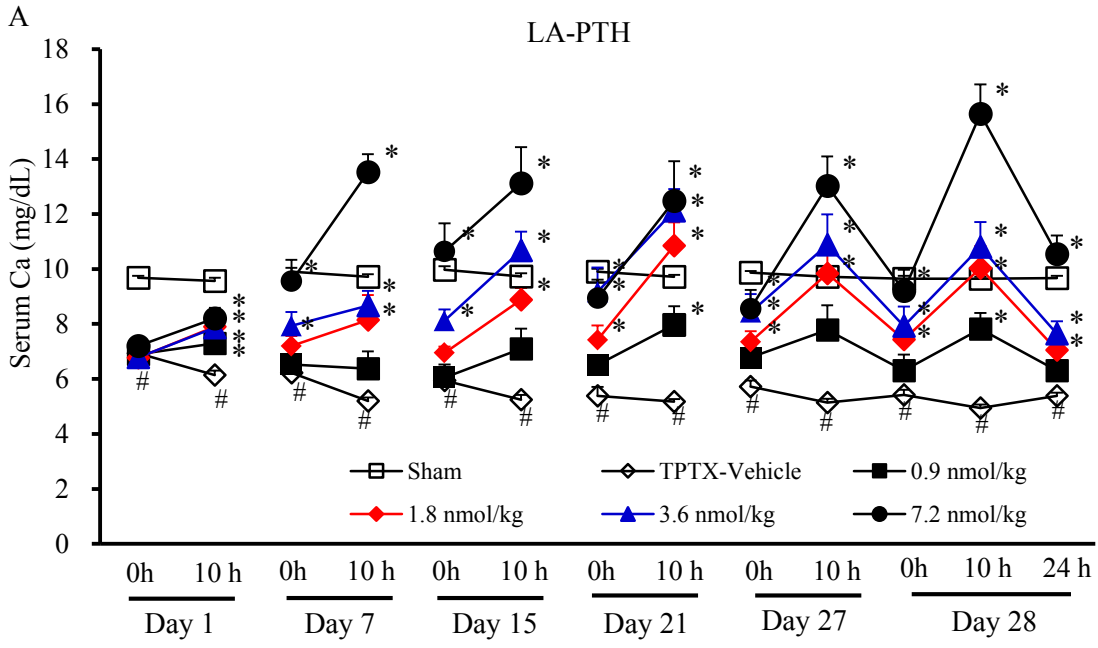 A
LA-PTH
Serum Ca (mg/dL)
18
16
14
12
10
8
6
4
2
0
* * * * * * * * * * * * * * * * * * * * * * * * * * * * * * * * * * *
# # # # # # # # # # # # #
Sham
TPTX-Vehicle
0.9 nmol/kg
1.8 nmol/kg
3.6 nmol/kg
7.2 nmol/kg
0h 10 h 0h 10 h 0h 10 h 0h 10 h 0h 10 h 0h 10 h 24 h
Day 1 Day 7 Day 15 Day 21 Day 27 Day 28